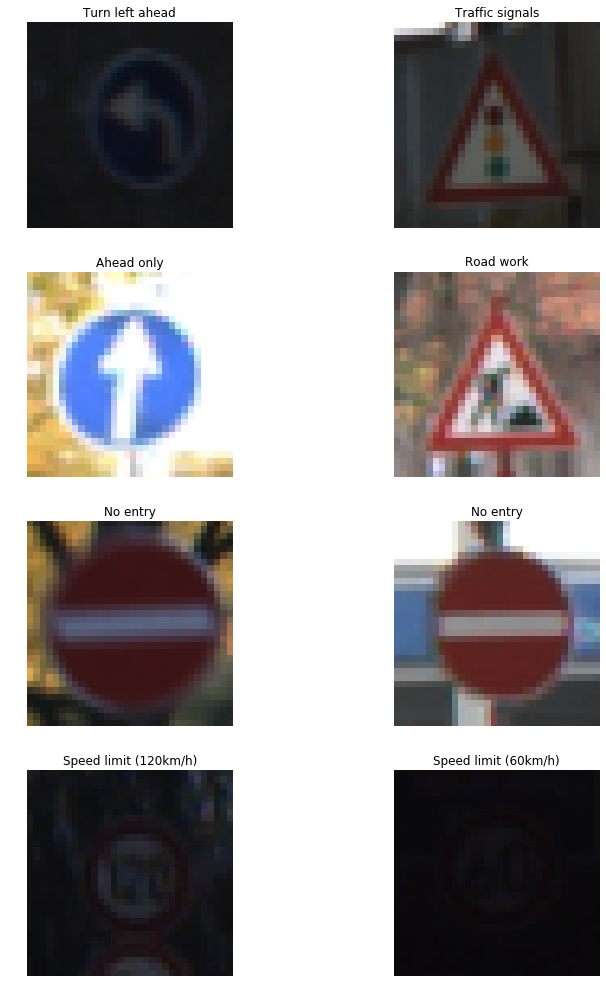 Turn left ahead
Traffic signals
Ahead only
Road work
No entry
No entry
Speed limit (120km/h)
Speed limit (60km/h)